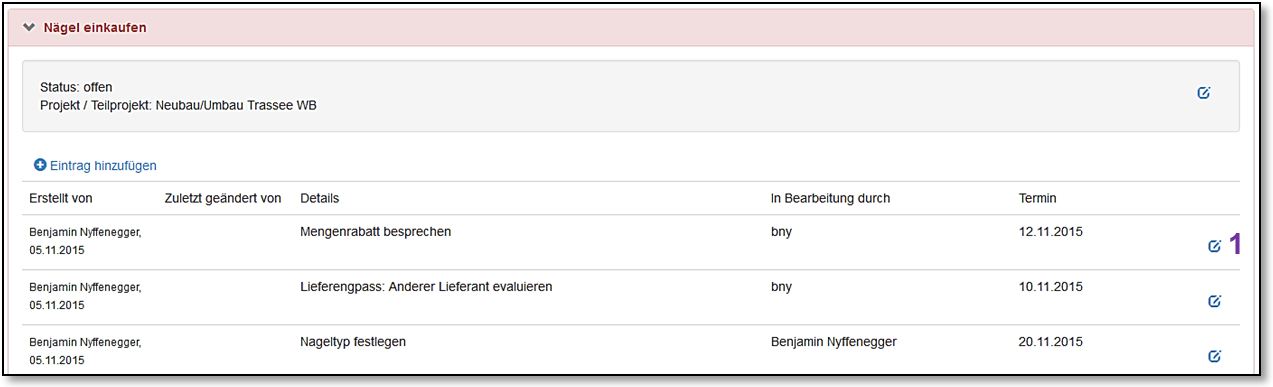 Nägel einkaufen
Status: offen
Projekt / Teilprojekt: Neubau/Umbau Trassee WB
Eintrag hinzufügen
Erstellt von Zuletzt geändert von Details In Bearbeitung durch Termin
Benjamin Nyffenegger, Mengenrabatt besprechen bny 12.11.2015
05.11.2015 1
Benjamin Nyffenegger, Lieferengpass: Anderer Lieferant evaluieren bny 10.11.2015
05.11.2015
Benjamin Nyffenegger, Nageltyp festlegen Benjamin Nyffenegger 20.11.2015
05.11.2015